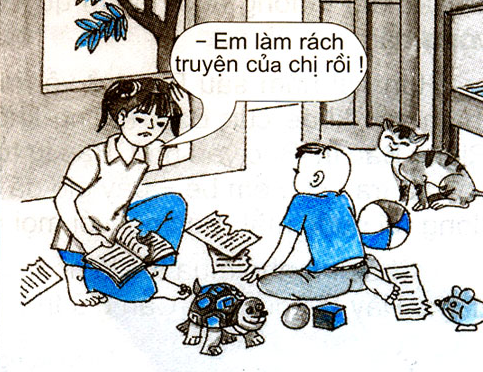 – Em làm rách
truyện của chị rồi !